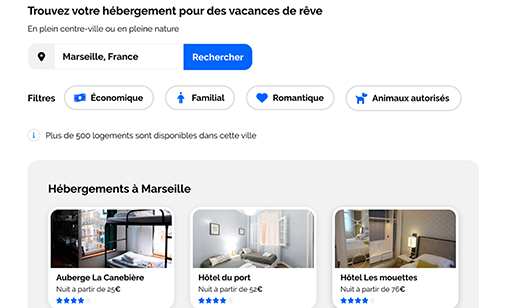 Trouvez votre hébergement pour des vacances de rêve
En plein centre-ville ou en pleine nature
Marseille, France
Rechercher
Filtres
Économique
Familial
Romantique
Animaux autorisés
Plus de 500 logements sont disponibles dans cette ville
Hébergements à Marseille
Auberge La Canebière
Nuit à partir de 25€
Hôtel du port
Nuit à partir de 52€
Hôtel Les mouettes
Nuit à partir de 76€